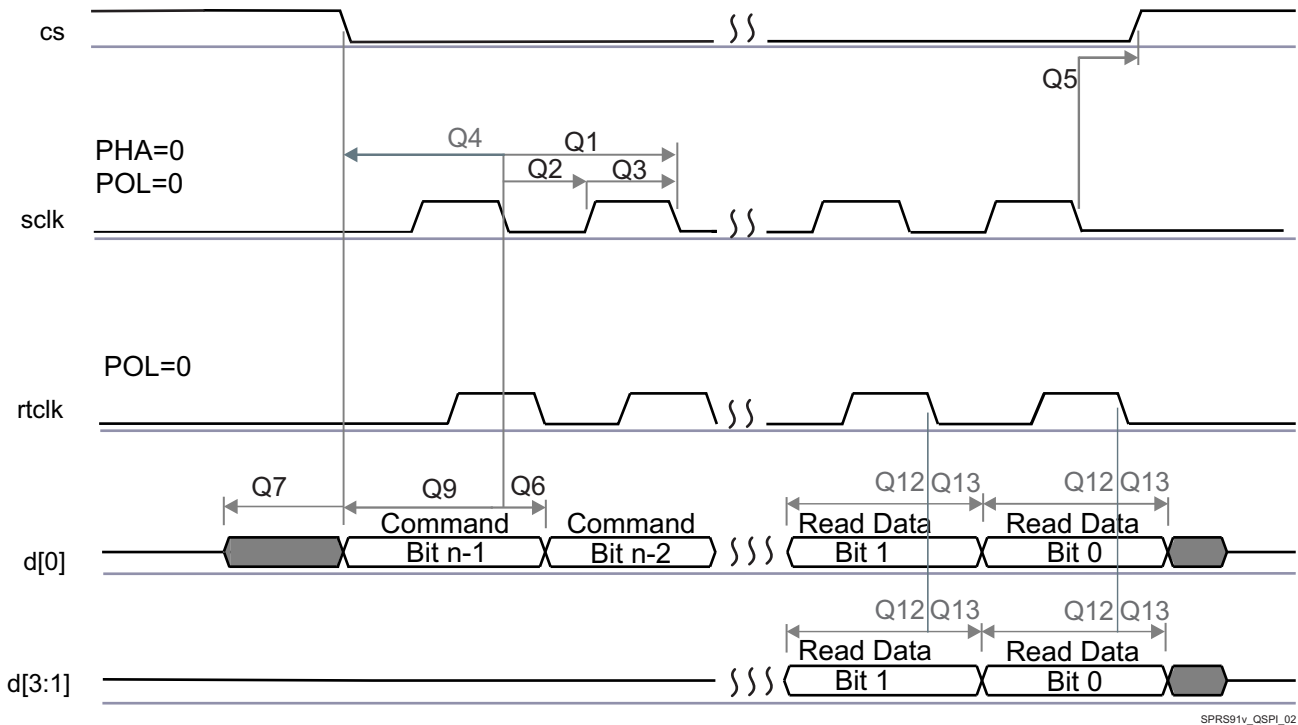 cs
Q5
PHA=0
POL=0
Q4
Q1
Q2
Q3
sclk
POL=0
rtclk
Q7
Q9
Q6
Q12
Q13
Q12
Q13
Command
Command
Read Data
Read Data
d[0]
Bit n-1
Bit n-2
Bit 1
Bit 0
Q12
Q13
Q12
Q13
Read Data
Read Data
d[3:1]
Bit 1
Bit 0
SPRS91v_QSPI_02